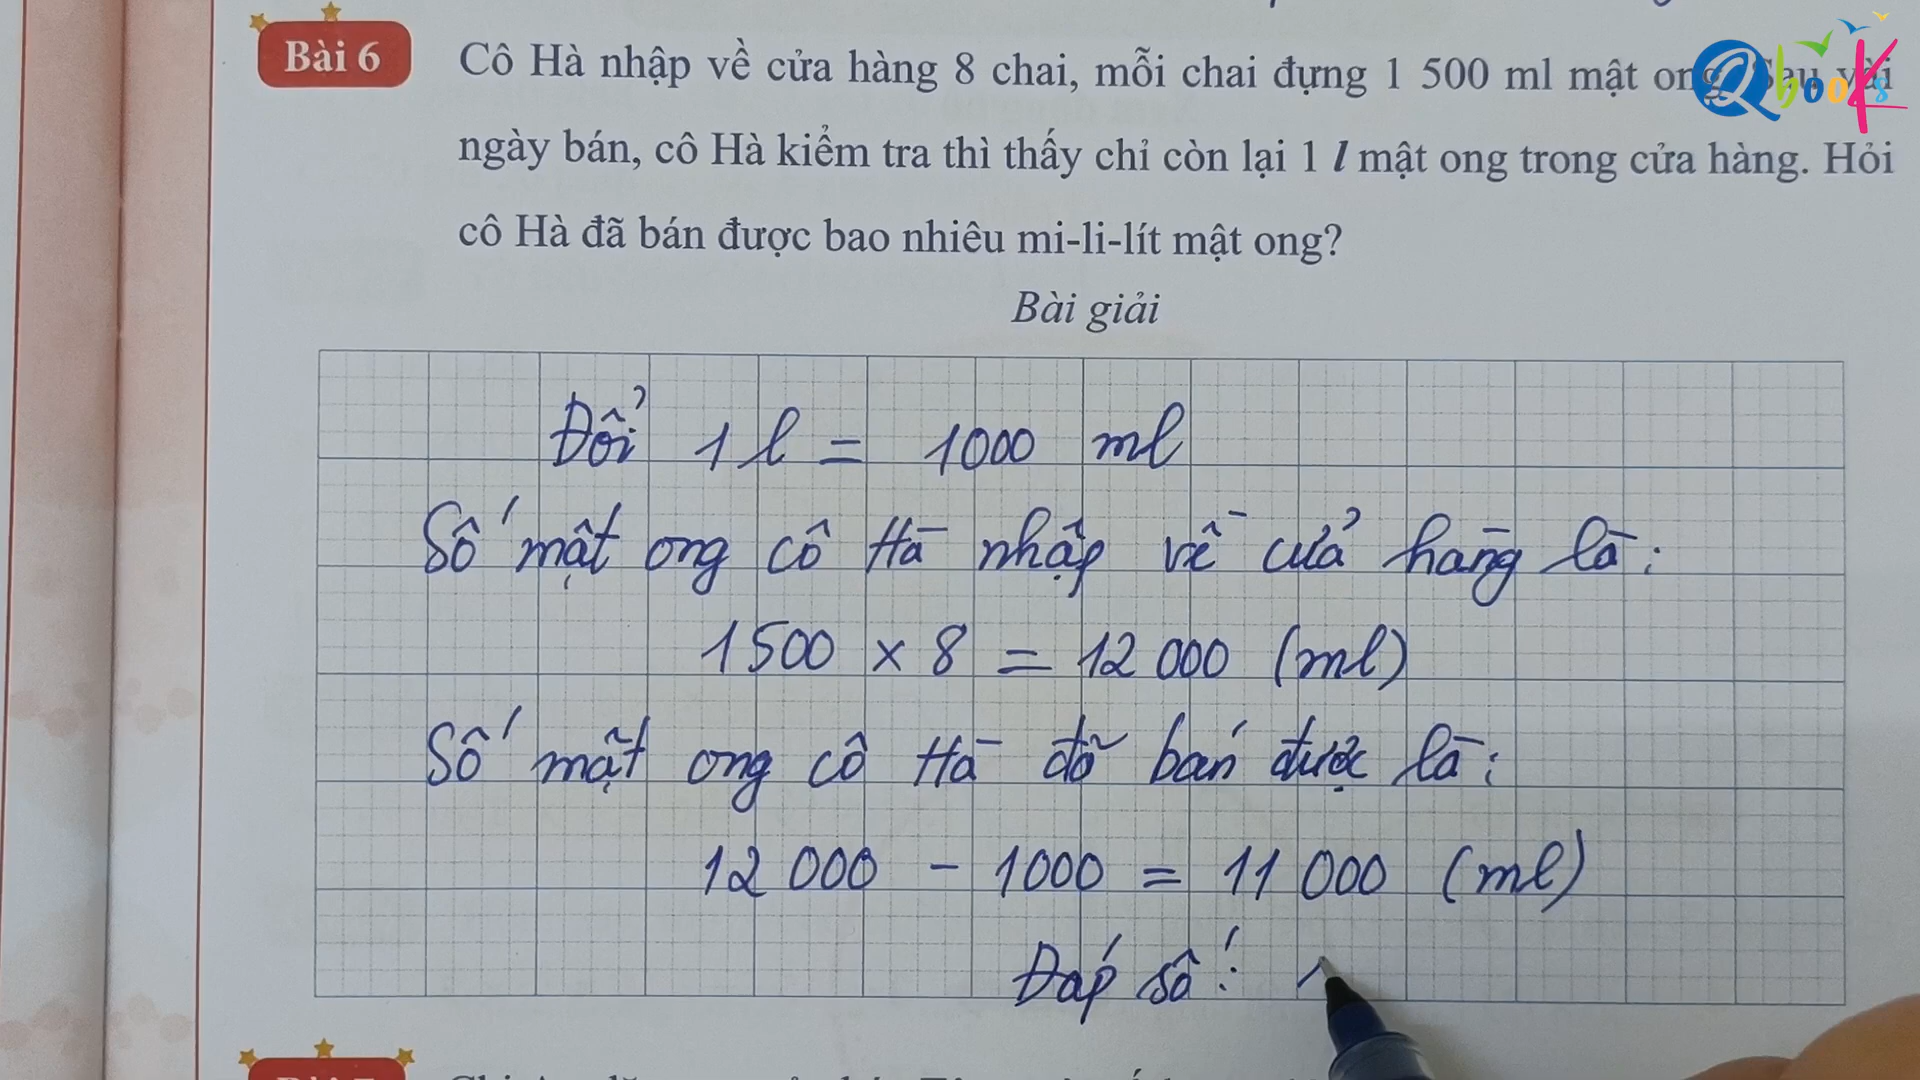 Qbooks
Bài 6
Cô Hà nhập về cửa hàng 8 chai, mỗi chai đựng 1 500 ml mật ong. Sau vài
ngày bán, cô Hà kiểm tra thì thấy chỉ còn lại 1 l mật ong trong cửa hàng. Hỏi
cô Hà đã bán được bao nhiêu mi-li-lít mật ong?
Bài giải
Đổi 1 l = 1000 ml
Số mật ong cô Hà nhập về cửa hàng là:
1500 × 8 = 12 000 (ml)
Số mật ong cô Hà đã bán được là:
12 000 - 1000 = 11 000 (ml)
Đáp số: